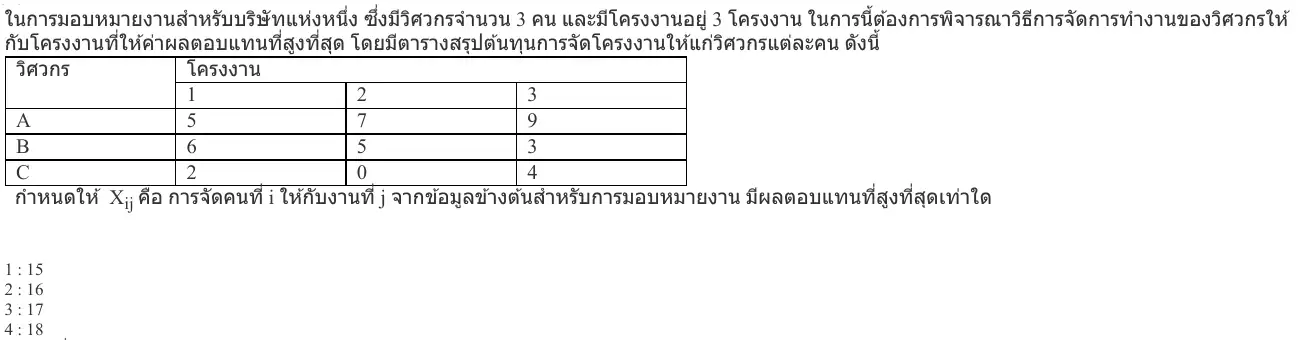 ในการมอบหมายงานสำหรับบริษัทแห่งหนึ่ง ซึ่งมีวิศวกรจำนวน 3 คน และมีโครงงานอยู่ 3 โครงงาน ในการนี้ต้องการพิจารณาวิธีการจัดการทำงานของวิศวกรให้
กับโครงงานที่ให้ค่าผลตอบแทนที่สูงที่สุด โดยมีตารางสรุปต้นทุนการจัดโครงงานให้แก่วิศวกรแต่ละคน ดังนี้
วิศวกร โครงงาน
1 2 3
A 5 7 9
B 6 5 3
C 2 0 4
กำหนดให้ Xij คือ การจัดคนที่ i ให้กับงานที่ j จากข้อมูลข้างต้นสำหรับการมอบหมายงาน มีผลตอบแทนที่สูงที่สุดเท่าใด
1 : 15
2 : 16
3 : 17
4 : 18